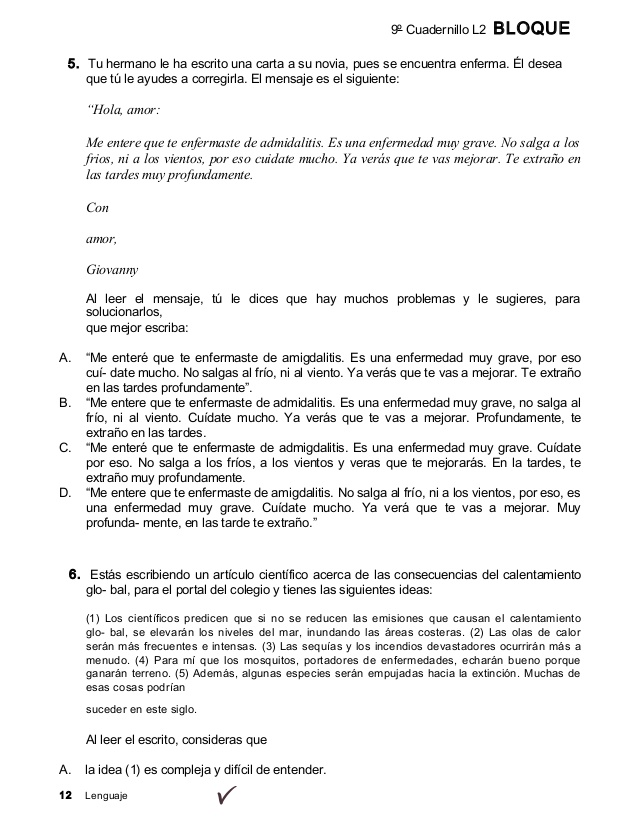 9º Cuadernillo L2 BLOQUE
5. Tu hermano le ha escrito una carta a su novia, pues se encuentra enferma. Él desea
que tú le ayudes a corregirla. El mensaje es el siguiente:
“Hola, amor:
Me entere que te enfermaste de admidalitis. Es una enfermedad muy grave. No salga a los
frios, ni a los vientos, por eso cuidate mucho. Ya verás que te vas mejorar. Te extraño en
las tardes muy profundamente.
Con
amor,
Giovanny
Al leer el mensaje, tú le dices que hay muchos problemas y le sugieres, para
solucionarlos,
que mejor escriba:
A. “Me enteré que te enfermaste de amigdalitis. Es una enfermedad muy grave, por eso
cuí- date mucho. No salgas al frío, ni al viento. Ya verás que te vas a mejorar. Te extraño
en las tardes profundamente”.
B. “Me entere que te enfermaste de admidalitis. Es una enfermedad muy grave, no salga al
frío, ni al viento. Cuídate mucho. Ya verás que te vas a mejorar. Profundamente, te
extraño en las tardes.
C. “Me enteré que te enfermaste de admigdalitis. Es una enfermedad muy grave. Cuídate
por eso. No salga a los fríos, a los vientos y veras que te mejorarás. En la tardes, te
extraño muy profundamente.
D. “Me entere que te enfermaste de amigdalitis. No salga al frío, ni a los vientos, por eso, es
una enfermedad muy grave. Cuídate mucho. Ya verá que te vas a mejorar. Muy
profunda- mente, en las tarde te extraño.”
6. Estás escribiendo un artículo científico acerca de las consecuencias del calentamiento
glo- bal, para el portal del colegio y tienes las siguientes ideas:
(1) Los científicos predicen que si no se reducen las emisiones que causan el calentamiento
glo- bal, se elevarán los niveles del mar, inundando las áreas costeras. (2) Las olas de calor
serán más frecuentes e intensas. (3) Las sequías y los incendios devastadores ocurrirán más a
menudo. (4) Para mí que los mosquitos, portadores de enfermedades, echarán bueno porque
ganarán terreno. (5) Además, algunas especies serán empujadas hacia la extinción. Muchas de
esas cosas podrían
suceder en este siglo.
Al leer el escrito, consideras que
A. la idea (1) es compleja y difícil de entender.
12 Lenguaje